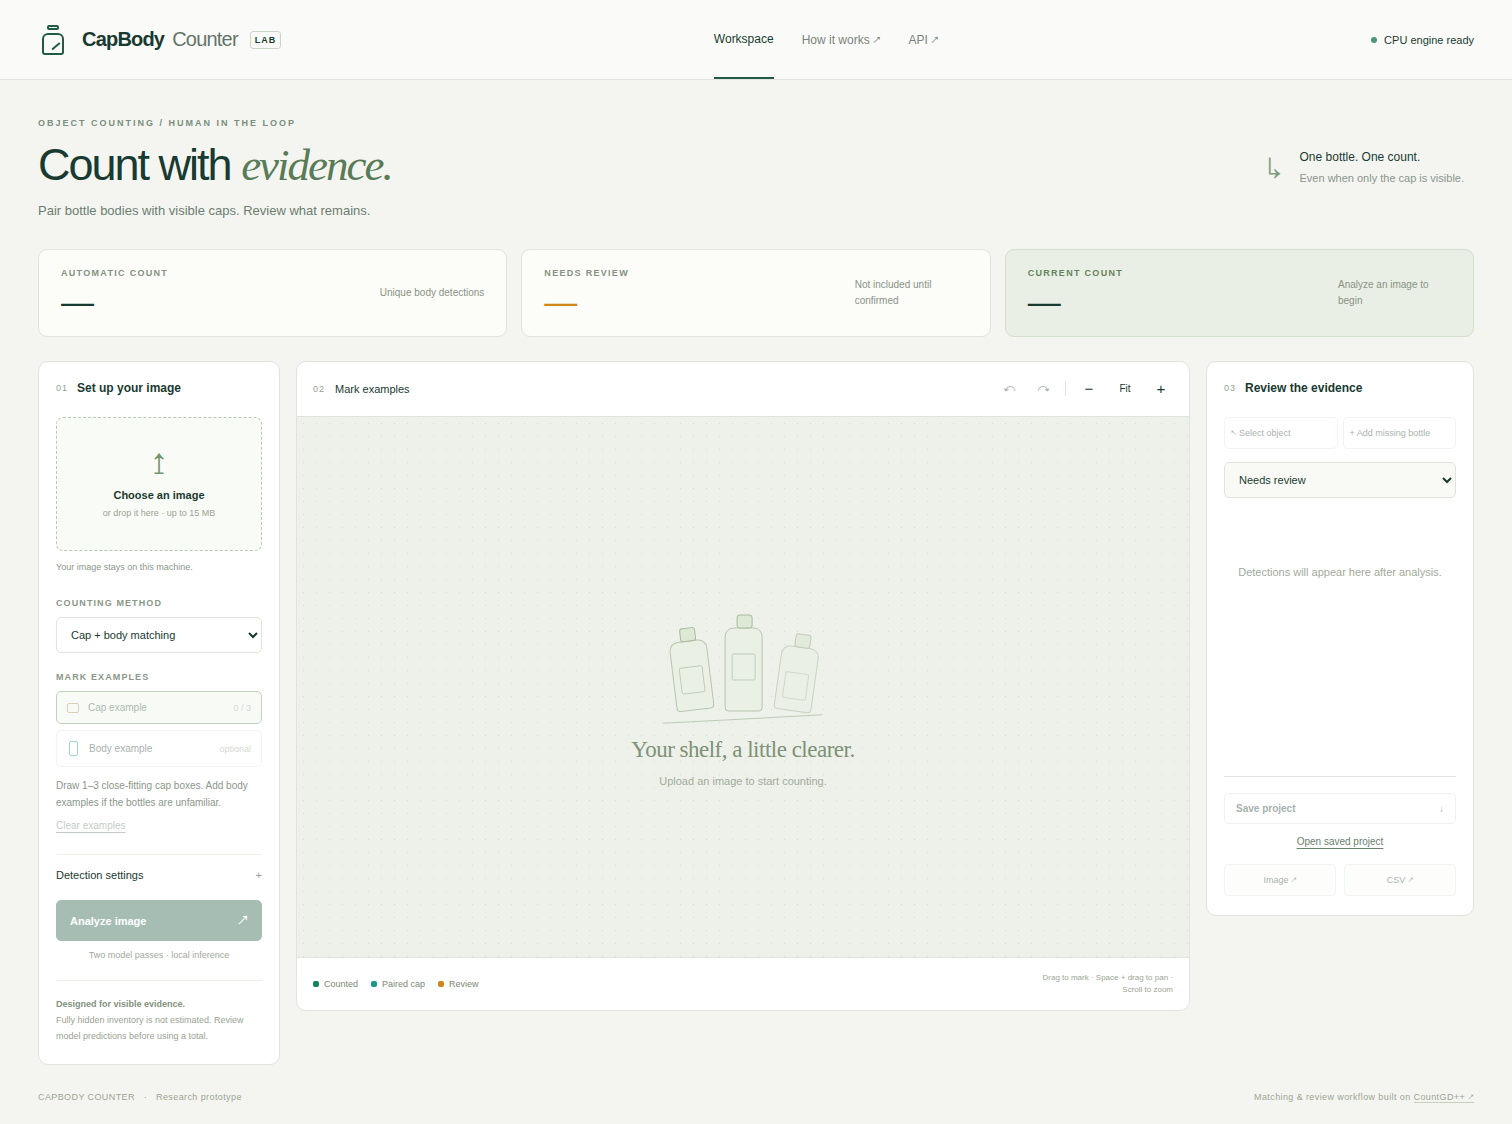 CapBody Counter LAB
Workspace
How it works ↗
API ↗
CPU engine ready
OBJECT COUNTING / HUMAN IN THE LOOP
Count with evidence.
Pair bottle bodies with visible caps. Review what remains.
One bottle. One count.
Even when only the cap is visible.
AUTOMATIC COUNT
—
Unique body detections
NEEDS REVIEW
—
Not included until
confirmed
CURRENT COUNT
—
Analyze an image to
begin
01 Set up your image
↥
Choose an image
or drop it here · up to 15 MB
Your image stays on this machine.
COUNTING METHOD
Cap + body matching
MARK EXAMPLES
Cap example 0 / 3
Body example optional
Draw 1–3 close-fitting cap boxes. Add body
examples if the bottles are unfamiliar.
Clear examples
Detection settings +
Analyze image ↗
Two model passes · local inference
Designed for visible evidence.
Fully hidden inventory is not estimated. Review
model predictions before using a total.
02 Mark examples
↶ ↷ − Fit +
Your shelf, a little clearer.
Upload an image to start counting.
Counted
Paired cap
Review
Drag to mark · Space + drag to pan ·
Scroll to zoom
03 Review the evidence
↖ Select object
+ Add missing bottle
Needs review
Detections will appear here after analysis.
Save project ↓
Open saved project
Image ↗
CSV ↗
CAPBODY COUNTER · Research prototype
Matching & review workflow built on CountGD++ ↗